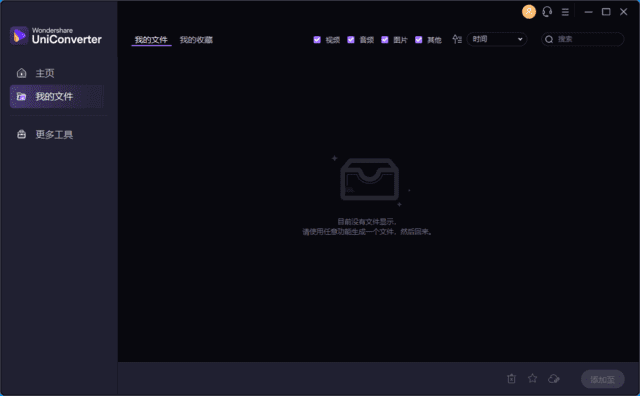 Wondershare
UniConverter
主页
我的文件
更多工具
我的文件 我的收藏 视频 音频 图片 其他 时间 搜索
目前没有文件显示。
请使用任意功能生成一个文件，然后回来。
添加至